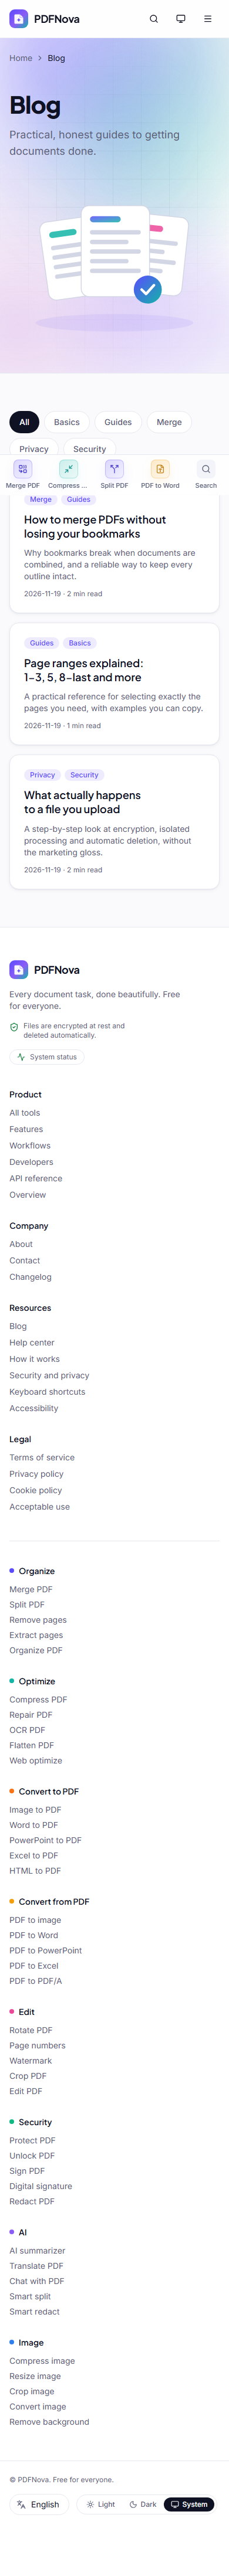 PDFNova
Home > Blog
Blog
Practical, honest guides to getting
documents done.
All Basics Guides Merge
Privacy Security
Merge PDF Compress ... Split PDF PDF to Word Search
Merge Guides
How to merge PDFs without
losing your bookmarks
Why bookmarks break when documents are
combined, and a reliable way to keep every
outline intact.
2026-11-19 · 2 min read
Guides Basics
Page ranges explained:
1–3, 5, 8–last and more
A practical reference for selecting exactly the
pages you need, with examples you can copy.
2026-11-19 · 1 min read
Privacy Security
What actually happens
to a file you upload
A step-by-step look at encryption, isolated
processing and automatic deletion, without
the marketing gloss.
2026-11-19 · 2 min read
PDFNova
Every document task, done beautifully. Free
for everyone.
Files are encrypted at rest and
deleted automatically.
System status
Product
All tools
Features
Workflows
Developers
API reference
Overview
Company
About
Contact
Changelog
Resources
Blog
Help center
How it works
Security and privacy
Keyboard shortcuts
Accessibility
Legal
Terms of service
Privacy policy
Cookie policy
Acceptable use
Organize
Merge PDF
Split PDF
Remove pages
Extract pages
Organize PDF
Optimize
Compress PDF
Repair PDF
OCR PDF
Flatten PDF
Web optimize
Convert to PDF
Image to PDF
Word to PDF
PowerPoint to PDF
Excel to PDF
HTML to PDF
Convert from PDF
PDF to image
PDF to Word
PDF to PowerPoint
PDF to Excel
PDF to PDF/A
Edit
Rotate PDF
Page numbers
Watermark
Crop PDF
Edit PDF
Security
Protect PDF
Unlock PDF
Sign PDF
Digital signature
Redact PDF
AI
AI summarizer
Translate PDF
Chat with PDF
Smart split
Smart redact
Image
Compress image
Resize image
Crop image
Convert image
Remove background
© PDFNova. Free for everyone.
English Light Dark System